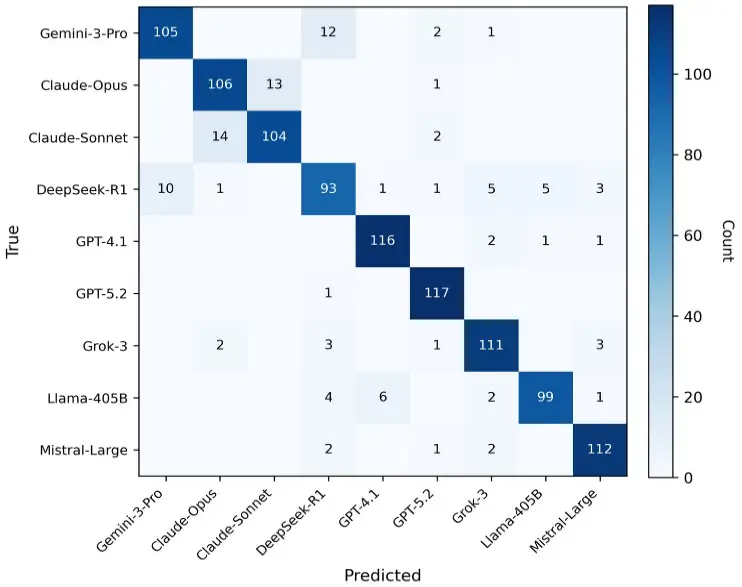 Gemini-3-Pro 105 12 2 1
Claude-Opus 106 13 1
Claude-Sonnet 14 104 2
DeepSeek-R1 10 1 93 1 1 5 5 3
GPT-4.1 116 2 1 1
GPT-5.2 1 117
Grok-3 2 3 1 111 3
Llama-405B 4 6 2 99 1
Mistral-Large 2 1 2 112
True
Gemini-3-Pro
Claude-Opus
Claude-Sonnet
DeepSeek-R1
GPT-4.1
GPT-5.2
Grok-3
Llama-405B
Mistral-Large
Predicted
100
80
60
40
20
0
Count